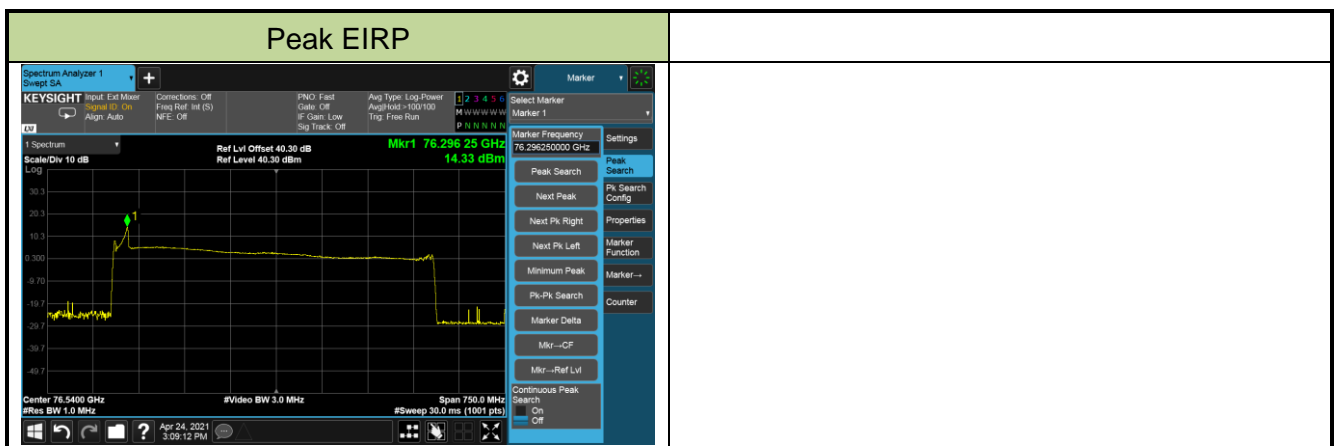 Peak EIRP
Spectrum Analyzer 1
Swept SA
+
Marker
KEYSIGHT
Input: Ext Mixer
Signal ID: On
Align: Auto
Corrections: Off
Freq Ref: Int (S)
NFE: Off
PNO: Fast
Gate: Off
IF Gain: Low
Sig Track: Off
Avg Type: Log-Power
Avg|Hold:>100/100
Trig: Free Run
1 2 3 4 5 6
M W W W W W
P N N N N N
LXI
Select Marker
Marker 1
1 Spectrum
Scale/Div 10 dB
Log
Ref Lvl Offset 40.30 dB
Ref Level 40.30 dBm
Mkr1 76.296 25 GHz
14.33 dBm
30.3
20.3
10.3
0.300
-9.70
-19.7
-29.7
-39.7
-49.7
1
Center 76.5400 GHz
#Res BW 1.0 MHz
#Video BW 3.0 MHz
Span 750.0 MHz
#Sweep 30.0 ms (1001 pts)
Marker Frequency
76.296250000 GHz
Peak Search
Next Peak
Next Pk Right
Next Pk Left
Minimum Peak
Pk-Pk Search
Marker Delta
Mkr→CF
Mkr→Ref Lvl
Continuous Peak
Search
On
Off
Settings
Peak
Search
Pk Search
Config
Properties
Marker
Function
Marker→
Counter
?
Apr 24, 2021
3:09:12 PM